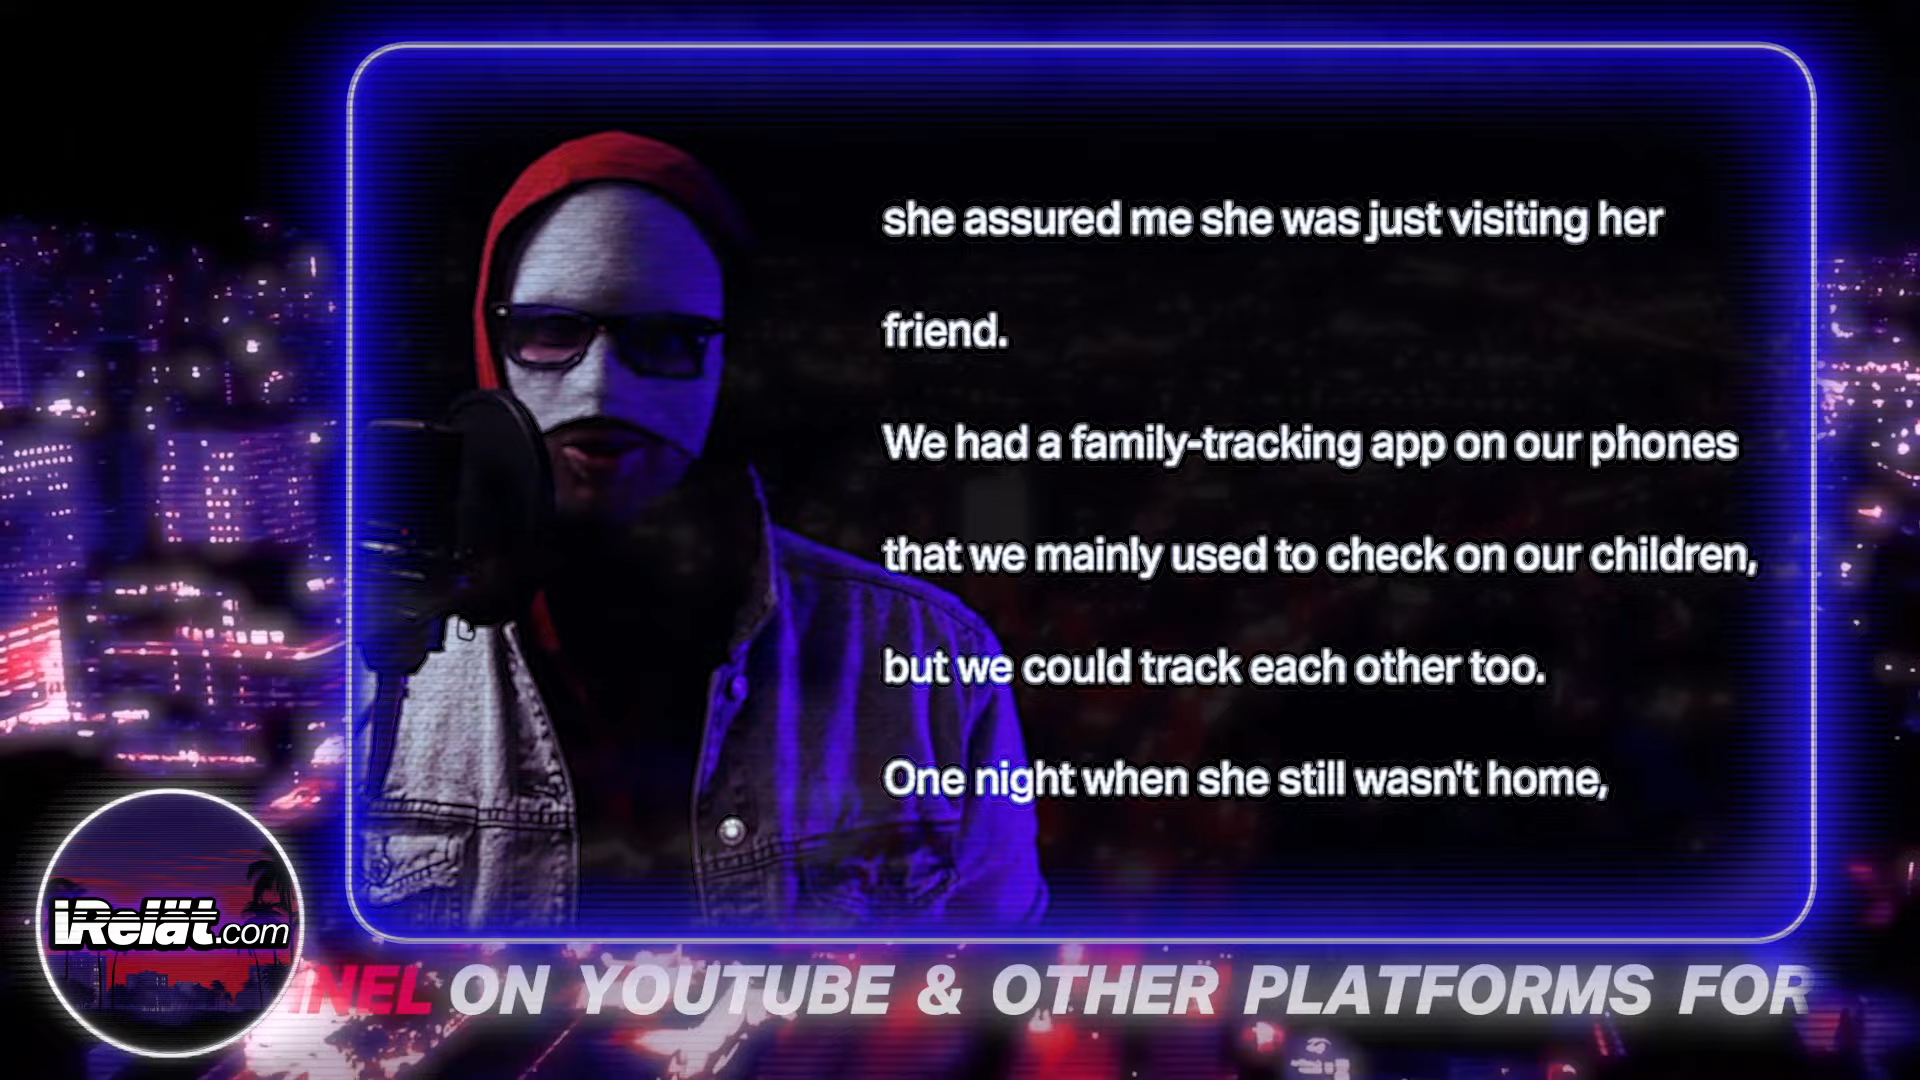 she assured me she was just visiting her
friend.
We had a family-tracking app on our phones
that we mainly used to check on our children,
but we could track each other too.
One night when she still wasn't home,
iRelät.com
NEL ON YOUTUBE & OTHER PLATFORMS FOR